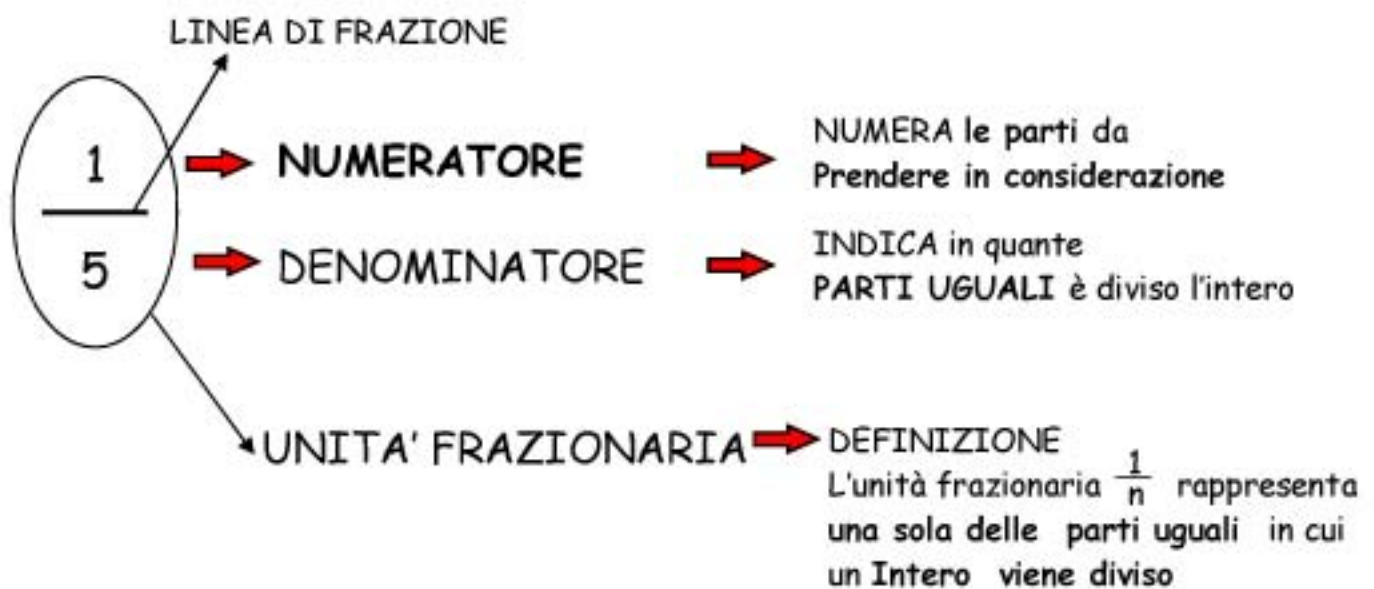 LINEA DI FRAZIONE
1
5
NUMERATORE
NUMERA le parti da
Prendere in considerazione
DENOMINATORE
INDICA in quante
PARTI UGUALI è diviso l'intero
UNITA' FRAZIONARIA
DEFINIZIONE
L'unità frazionaria 1/n rappresenta
una sola delle parti uguali in cui
un Intero viene diviso